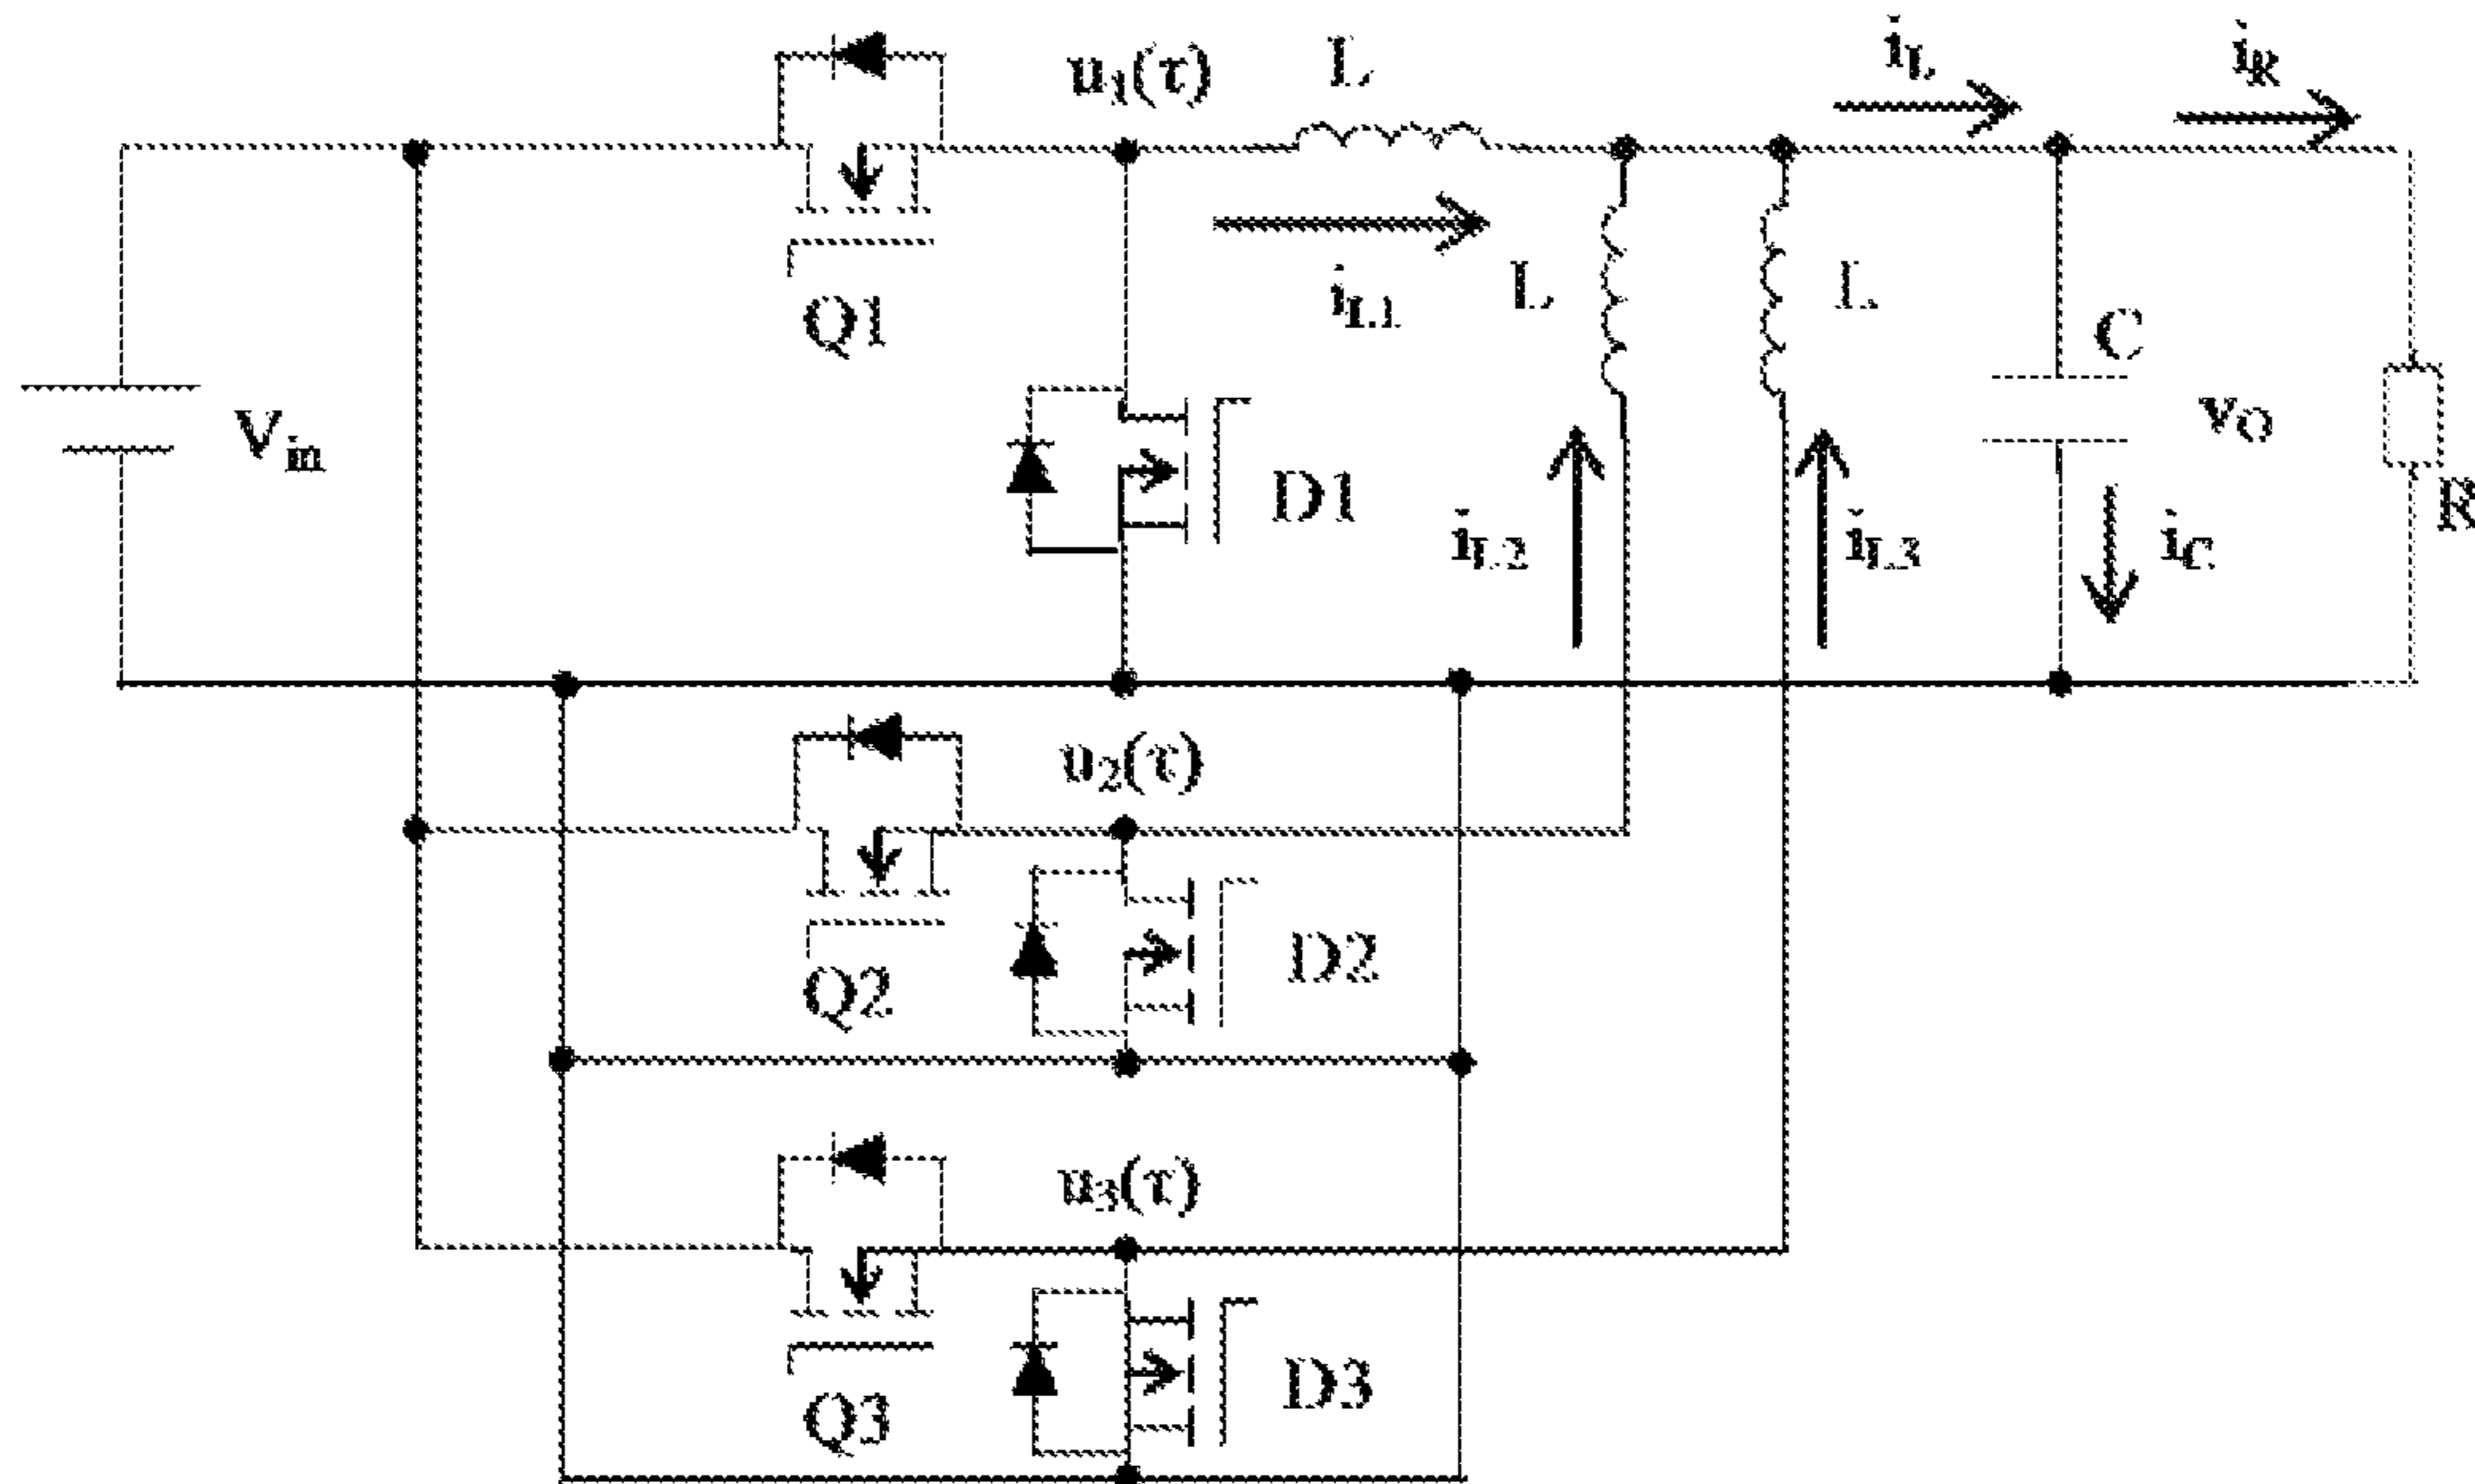 u₁(τ)
L
i_L
i_R
V_in
Q1
i_L1
L
L
C
D1
v_O
R
i_L2
i_L3
i_C
u₂(τ)
Q2
D2
u₃(τ)
Q3
D3